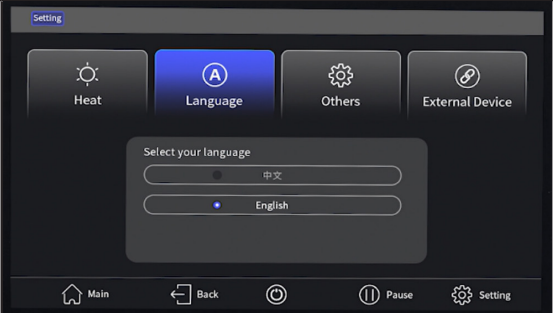 Setting
Heat
Language
Others
External Device
Select your language
中文
English
Main
Back
Pause
Setting